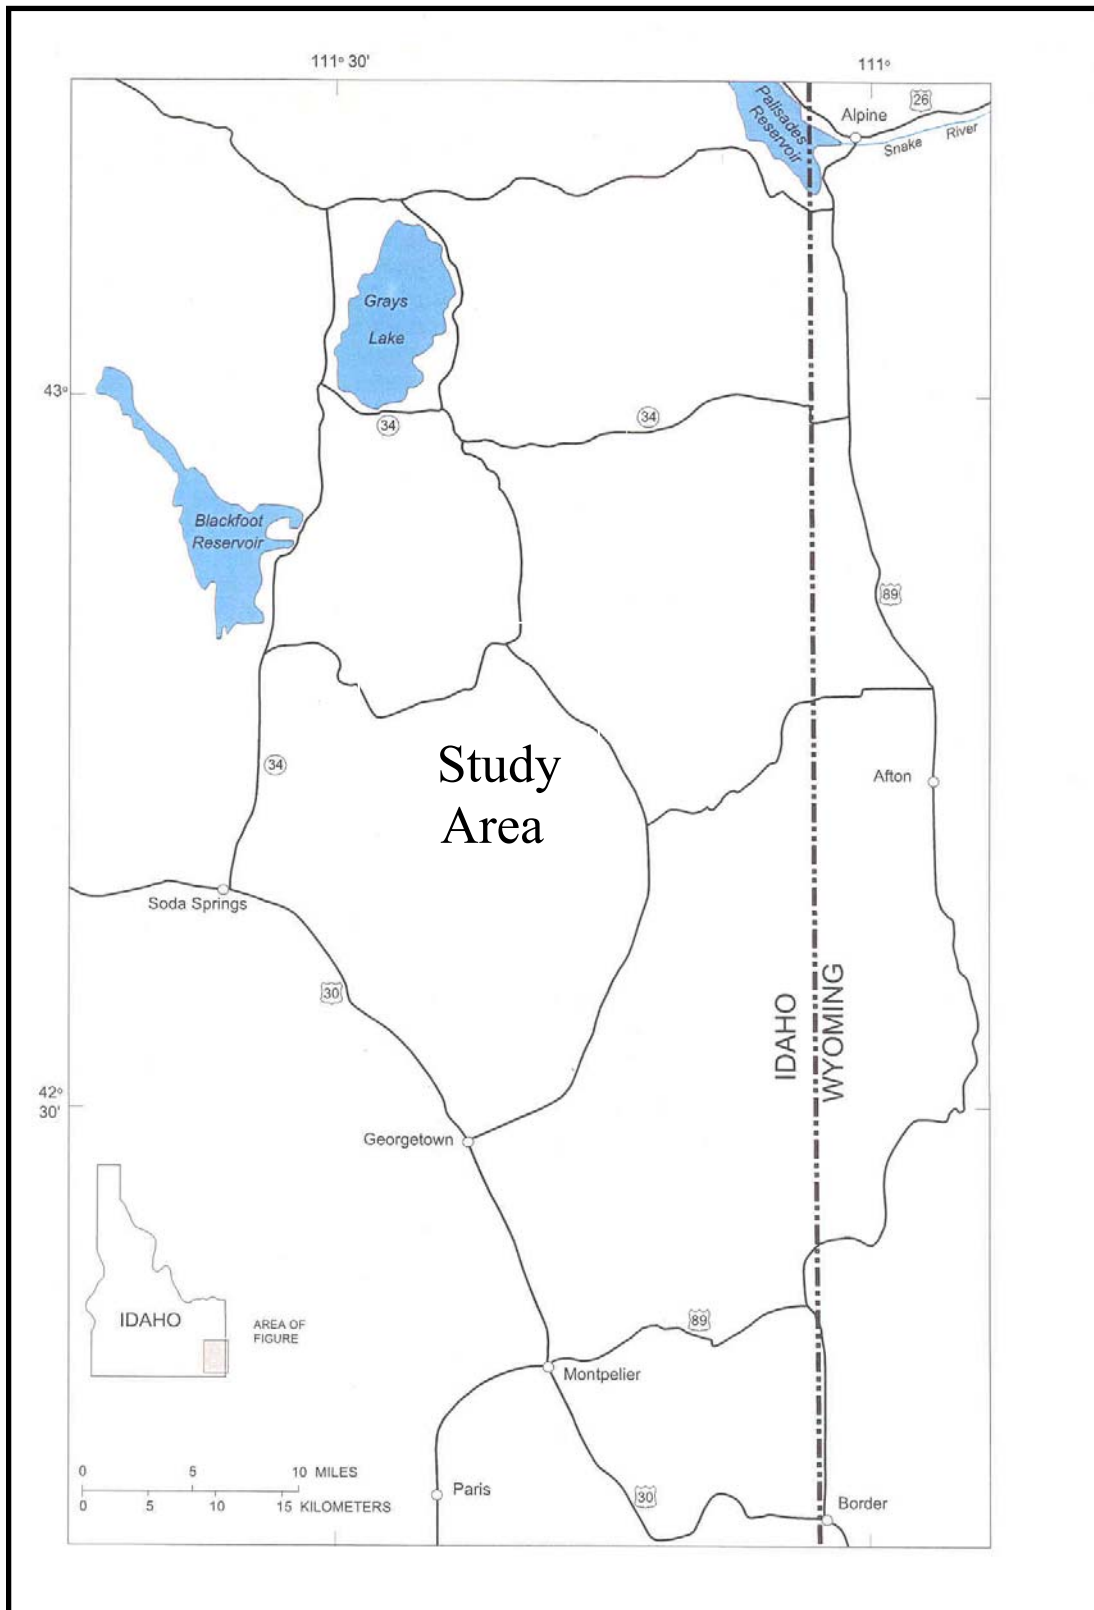 111° 30'
111°
26
Alpine
Snake River
Palisades
Reservoir
Grays
Lake
43°
34
34
Blackfoot
Reservoir
89
Study
Area
34
Afton
Soda Springs
30
IDAHO
WYOMING
42°
30'
Georgetown
IDAHO
AREA OF
FIGURE
89
Montpelier
0 5 10 MILES
0 5 10 15 KILOMETERS
Paris
30
Border